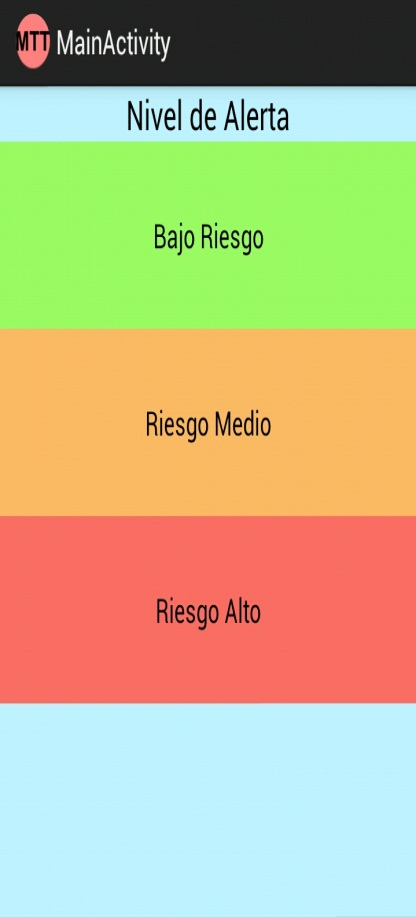 MTT MainActivity
Nivel de Alerta
Bajo Riesgo
Riesgo Medio
Riesgo Alto